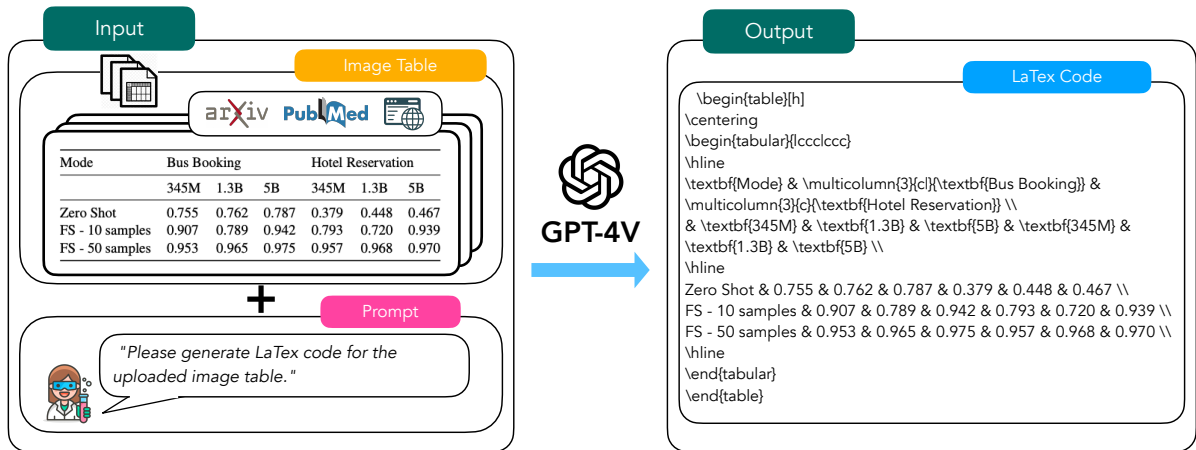 Input
Image Table
arXiv PubMed
Mode Bus Booking Hotel Reservation
345M 1.3B 5B 345M 1.3B 5B
Zero Shot 0.755 0.762 0.787 0.379 0.448 0.467
FS - 10 samples 0.907 0.789 0.942 0.793 0.720 0.939
FS - 50 samples 0.953 0.965 0.975 0.957 0.968 0.970
+
Prompt
"Please generate LaTex code for the
uploaded image table."
GPT-4V
Output
LaTex Code
\begin{table}[h]
\centering
\begin{tabular}{lccclccc}
\hline
\textbf{Mode} & \multicolumn{3}{cl}{\textbf{Bus Booking}} &
\multicolumn{3}{c}{\textbf{Hotel Reservation}} \\
& \textbf{345M} & \textbf{1.3B} & \textbf{5B} & \textbf{345M} &
\textbf{1.3B} & \textbf{5B} \\
\hline
Zero Shot & 0.755 & 0.762 & 0.787 & 0.379 & 0.448 & 0.467 \\
FS - 10 samples & 0.907 & 0.789 & 0.942 & 0.793 & 0.720 & 0.939 \\
FS - 50 samples & 0.953 & 0.965 & 0.975 & 0.957 & 0.968 & 0.970 \\
\hline
\end{tabular}
\end{table}